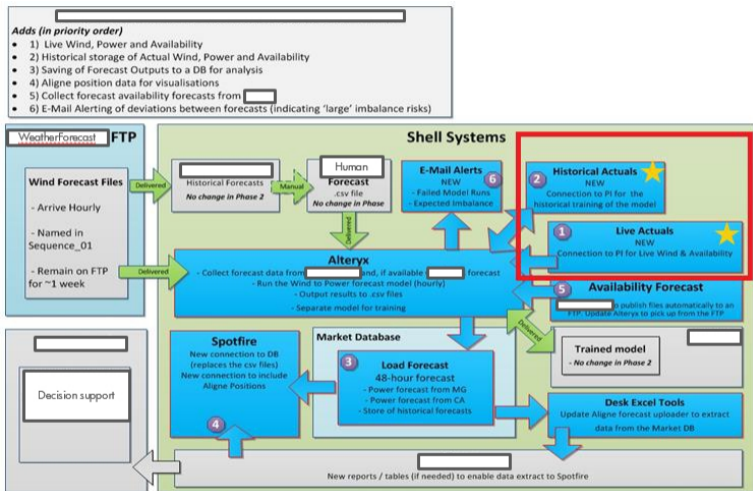 Adds (in priority order)
• 1) Live Wind, Power and Availability
• 2) Historical storage of Actual Wind, Power and Availability
• 3) Saving of Forecast Outputs to a DB for analysis
• 4) Aligne position data for visualisations
• 5) Collect forecast availability forecasts from
• 6) E-Mail Alerting of deviations between forecasts (indicating 'large' imbalance risks)
WeatherForecast FTP
Wind Forecast Files
- Arrive Hourly
- Named in
Sequence_01
- Remain on FTP
for ~1 week
Delivered
Delivered
Decision support
Shell Systems
Historical Forecasts
No change in Phase 2
Manual
Human
Forecast
.csv file
No change in Phase
Delivered
E-Mail Alerts
NEW
6
- Failed Model Runs
- Expected Imbalance
2
Historical Actuals
NEW
Connection to PI for the
historical training of the model
1
Live Actuals
NEW
Connection to PI for Live Wind & Availability
Alteryx
- Collect forecast data from and, if available forecast
- Run the Wind to Power forecast model (hourly)
- Output results to .csv files
- Separate model for training
5
Availability Forecast
publish files automatically to an
FTP. Update Alteryx to pick up from the FTP
Delivered
Trained model
- No change in Phase 2
Spotfire
New connection to DB
(replaces the csv files)
New connection to include
Aligne Positions
4
Market Database
3
Load Forecast
48-hour forecast
- Power forecast from MG
- Power forecast from CA
- Store of historical forecasts
Desk Excel Tools
Update Aligne forecast uploader to extract
data from the Market DB
New reports / tables (if needed) to enable data extract to Spotfire